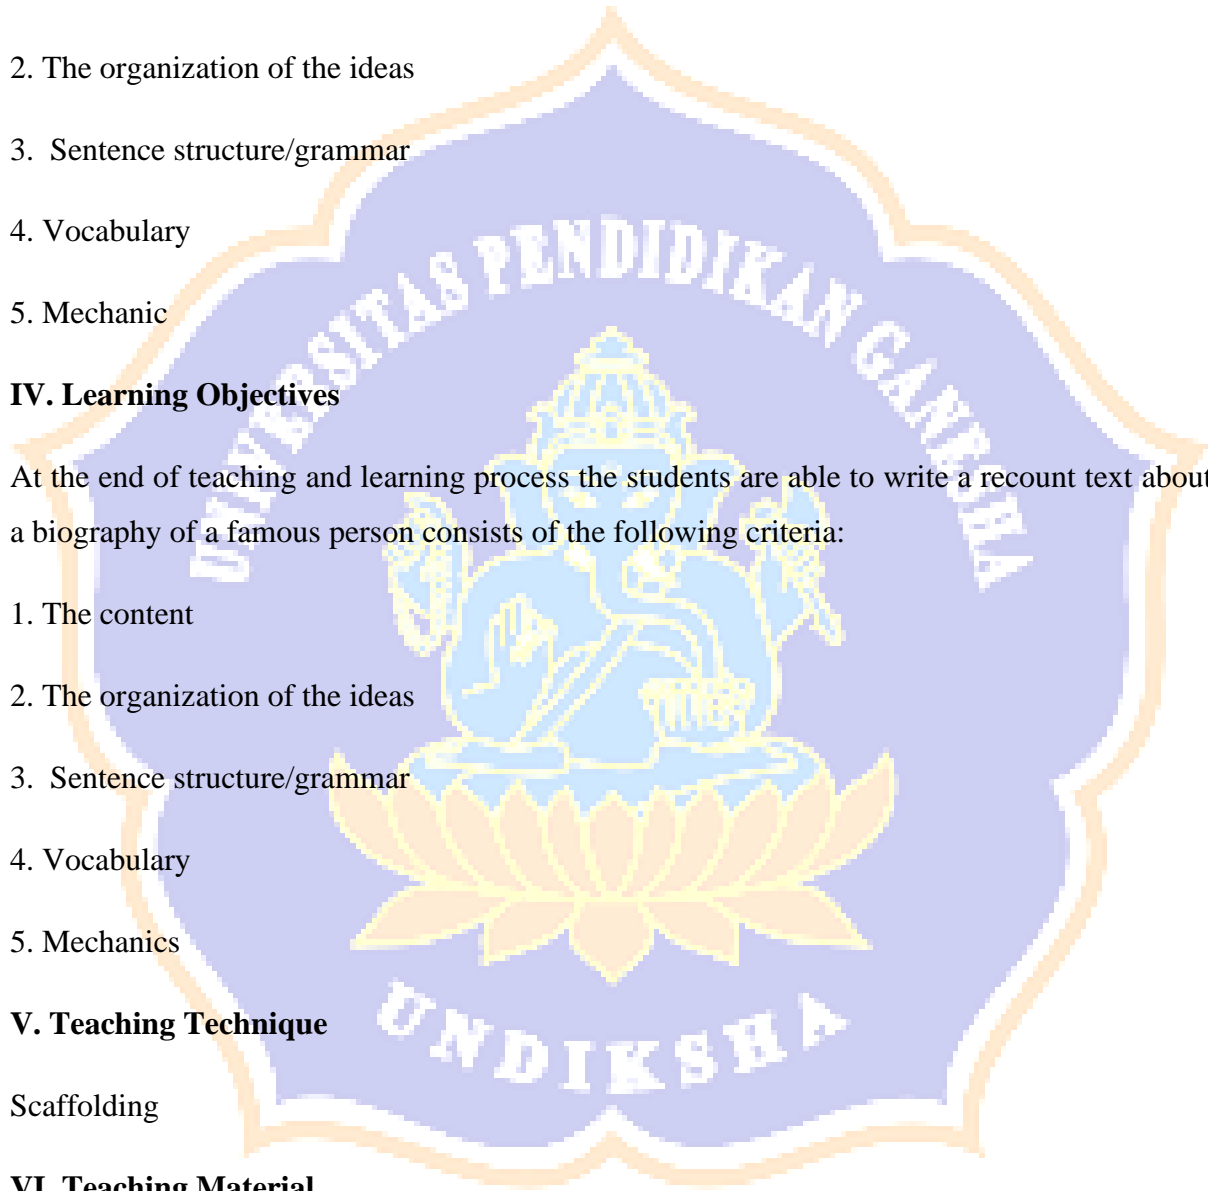 2. The organization of the ideas
3. Sentence structure/grammar
4. Vocabulary
5. Mechanic
IV. Learning Objectives
At the end of teaching and learning process the students are able to write a recount text about
a biography of a famous person consists of the following criteria:
1. The content
2. The organization of the ideas
3. Sentence structure/grammar
4. Vocabulary
5. Mechanics
V. Teaching Technique
Scaffolding
VI. Teaching Material
UNIVERSITAS PENDIDIKAN GANESHA
UNDIKSHA